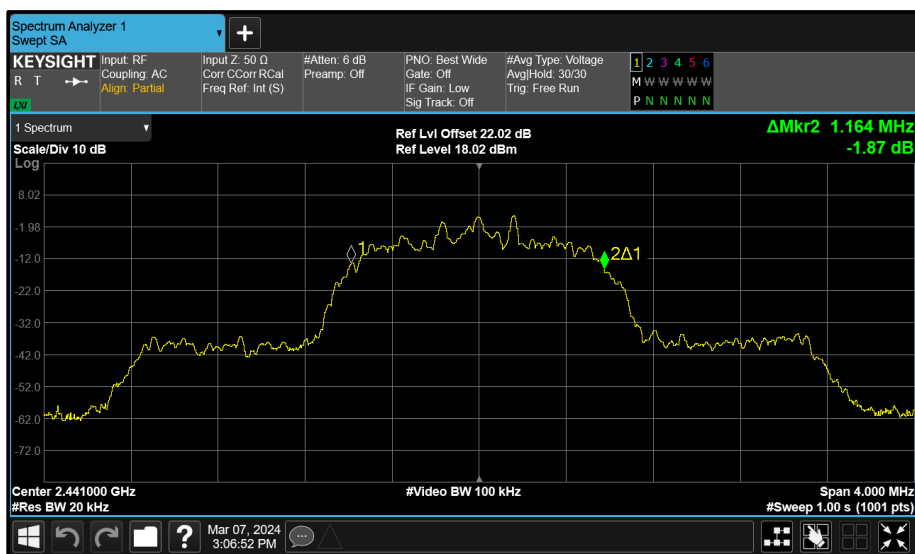 Spectrum Analyzer 1
Swept SA
+
KEYSIGHT
R T
LXI
Input: RF
Coupling: AC
Align: Partial
Input Z: 50 Ω
Corr CCorr RCal
Freq Ref: Int (S)
#Atten: 6 dB
Preamp: Off
PNO: Best Wide
Gate: Off
IF Gain: Low
Sig Track: Off
#Avg Type: Voltage
Avg|Hold: 30/30
Trig: Free Run
1 2 3 4 5 6
M W W W W W
P N N N N N
1 Spectrum
Scale/Div 10 dB
Ref Lvl Offset 22.02 dB
Ref Level 18.02 dBm
ΔMkr2 1.164 MHz
-1.87 dB
Log
8.02
-1.98
-12.0
-22.0
-32.0
-42.0
-52.0
-62.0
-72.0
1
2Δ1
Center 2.441000 GHz
#Res BW 20 kHz
#Video BW 100 kHz
Span 4.000 MHz
#Sweep 1.00 s (1001 pts)
?
Mar 07, 2024
3:06:52 PM